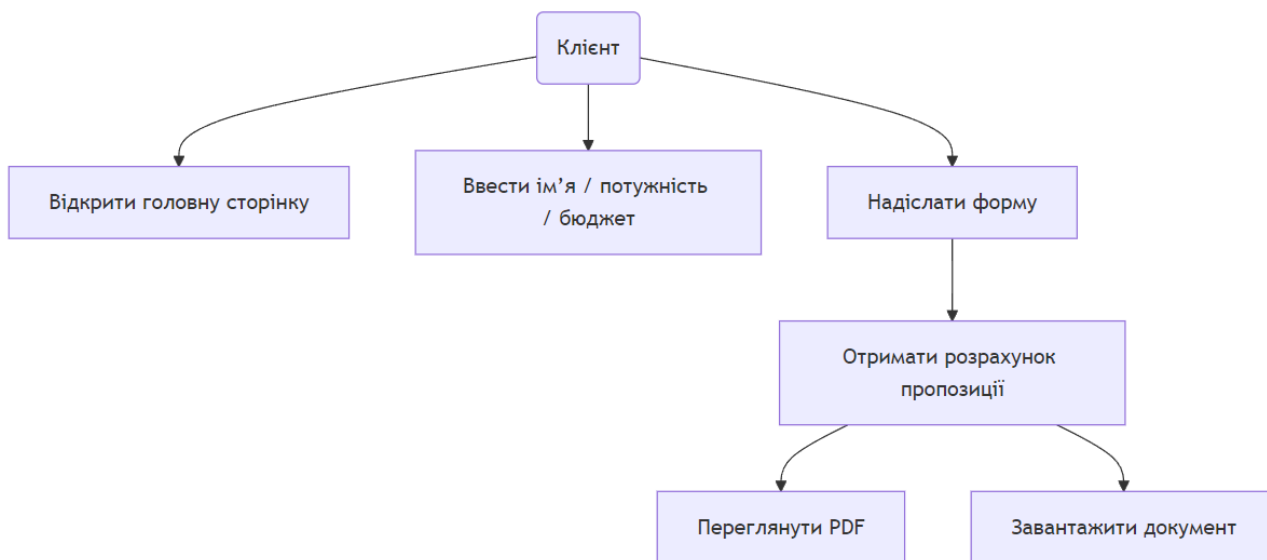 Клієнт
Відкрити головну сторінку
Ввести ім’я / потужність
/ бюджет
Надіслати форму
Отримати розрахунок
пропозиції
Переглянути PDF
Завантажити документ